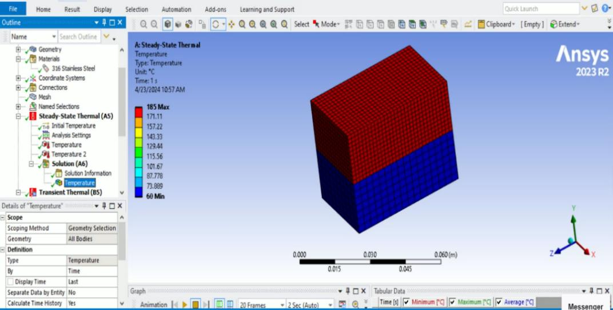 File Home Result Display Selection Automation Add-ons Learning and Support Quick Launch
Outline
Name Search Outline
Select Mode Clipboard [ Empty ] Extend
Geometry
Materials
316 Stainless Steel
Coordinate Systems
Connections
Mesh
Named Selections
Steady-State Thermal (A5)
Initial Temperature
Analysis Settings
Temperature
Temperature 2
Solution (A6)
Solution Information
Temperature
Transient Thermal (B5)
Details of "Temperature"
Scope
Scoping Method Geometry Selection
Geometry All Bodies
Definition
Type Temperature
By Time
Display Time Last
Separate Data by Entity No
Calculate Time History Yes
A: Steady-State Thermal
Temperature
Type: Temperature
Unit: °C
Time: 1 s
4/23/2024 10:57 AM
185 Max
171.11
157.22
143.33
129.44
115.56
101.67
87.778
73.889
60 Min
Ansys
2023 R2
0.000 0.030 0.060 (m)
0.015 0.045
Y
Z X
Graph
Animation 20 Frames 2 Sec (Auto)
Tabular Data
Time [s] Minimum [°C] Maximum [°C] Average [°C]
Messenger